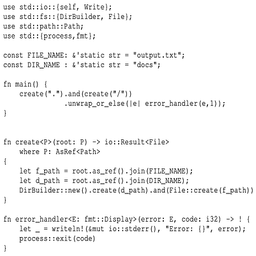 use std::io::{self, Write};
use std::fs::{DirBuilder, File};
use std::path::Path;
use std::{process,fmt};

const FILE_NAME: &'static str = "output.txt";
const DIR_NAME : &'static str = "docs";

fn main() {
    create(".").and(create("/"))
            .unwrap_or_else(|e| error_handler(e,1));
}

fn create<P>(root: P) -> io::Result<File>
    where P: AsRef<Path>
{
    let f_path = root.as_ref().join(FILE_NAME);
    let d_path = root.as_ref().join(DIR_NAME);
    DirBuilder::new().create(d_path).and(File::create(f_path))
}

fn error_handler<E: fmt::Display>(error: E, code: i32) -> ! {
    let _ = writeln!(&mut io::stderr(), "Error: {}", error);
    process::exit(code)
}